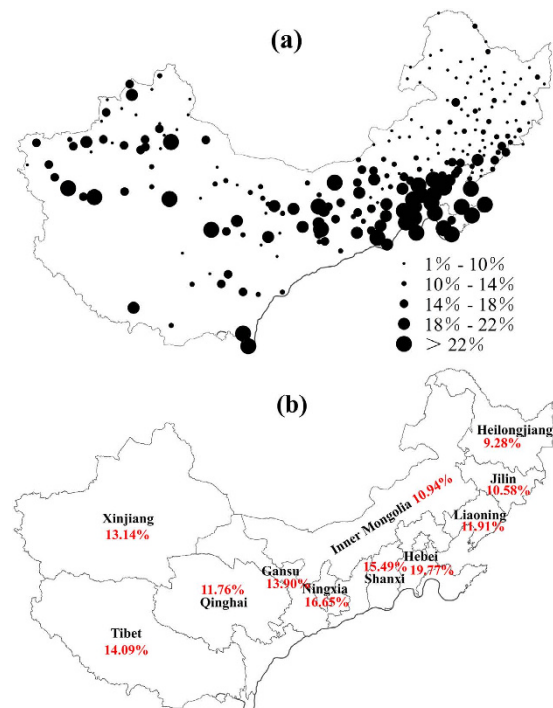 (a)
1% - 10%
10% - 14%
14% - 18%
18% - 22%
> 22%
(b)
Heilongjiang
9.28%
Jilin
10.58%
Inner Mongolia 10.94%
Liaoning
11.91%
Xinjiang
13.14%
Hebei
19.77%
Gansu
13.90%
15.49%
Shanxi
11.76%
Qinghai
Ningxia
16.65%
Tibet
14.09%